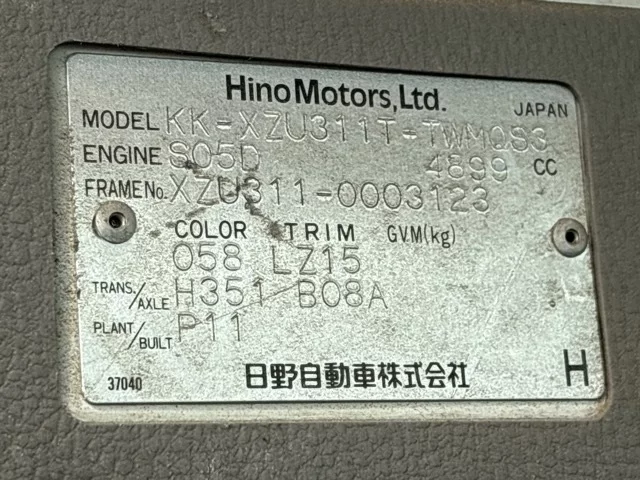 Hino Motors, Ltd.
JAPAN
MODEL KK-XZU311T-TWMQS3
ENGINE S05D 4899 CC
FRAME No. XZU311-0003123
COLOR TRIM G.V.M(kg)
058 LZ15
TRANS./AXLE H351 B08A
PLANT/BUILT P11
37040 日野自動車株式会社 H